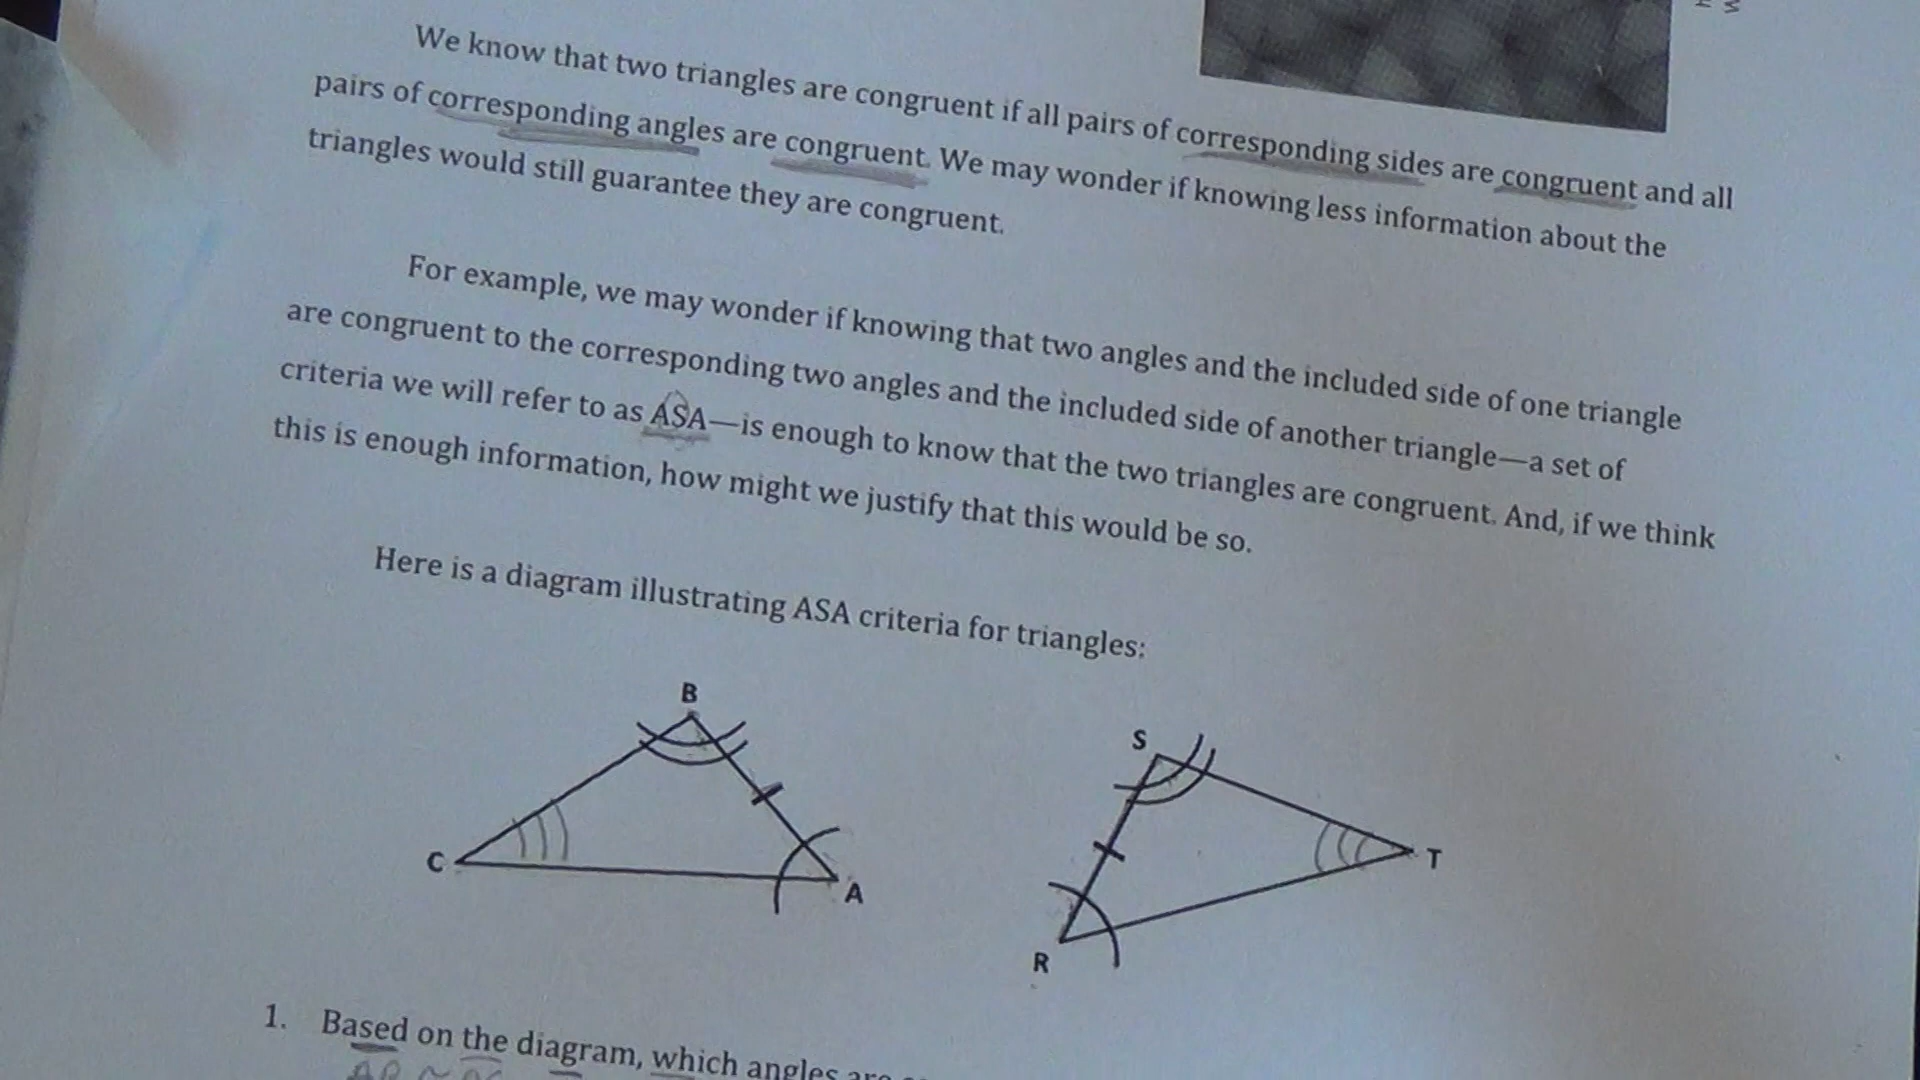 We know that two triangles are congruent if all pairs of corresponding sides are congruent and all
pairs of corresponding angles are congruent. We may wonder if knowing less information about the
triangles would still guarantee they are congruent.
For example, we may wonder if knowing that two angles and the included side of one triangle
are congruent to the corresponding two angles and the included side of another triangle—a set of
criteria we will refer to as ASA—is enough to know that the two triangles are congruent. And, if we think
this is enough information, how might we justify that this would be so.
Here is a diagram illustrating ASA criteria for triangles:
B
S
C
A
T
R
1. Based on the diagram, which angles are